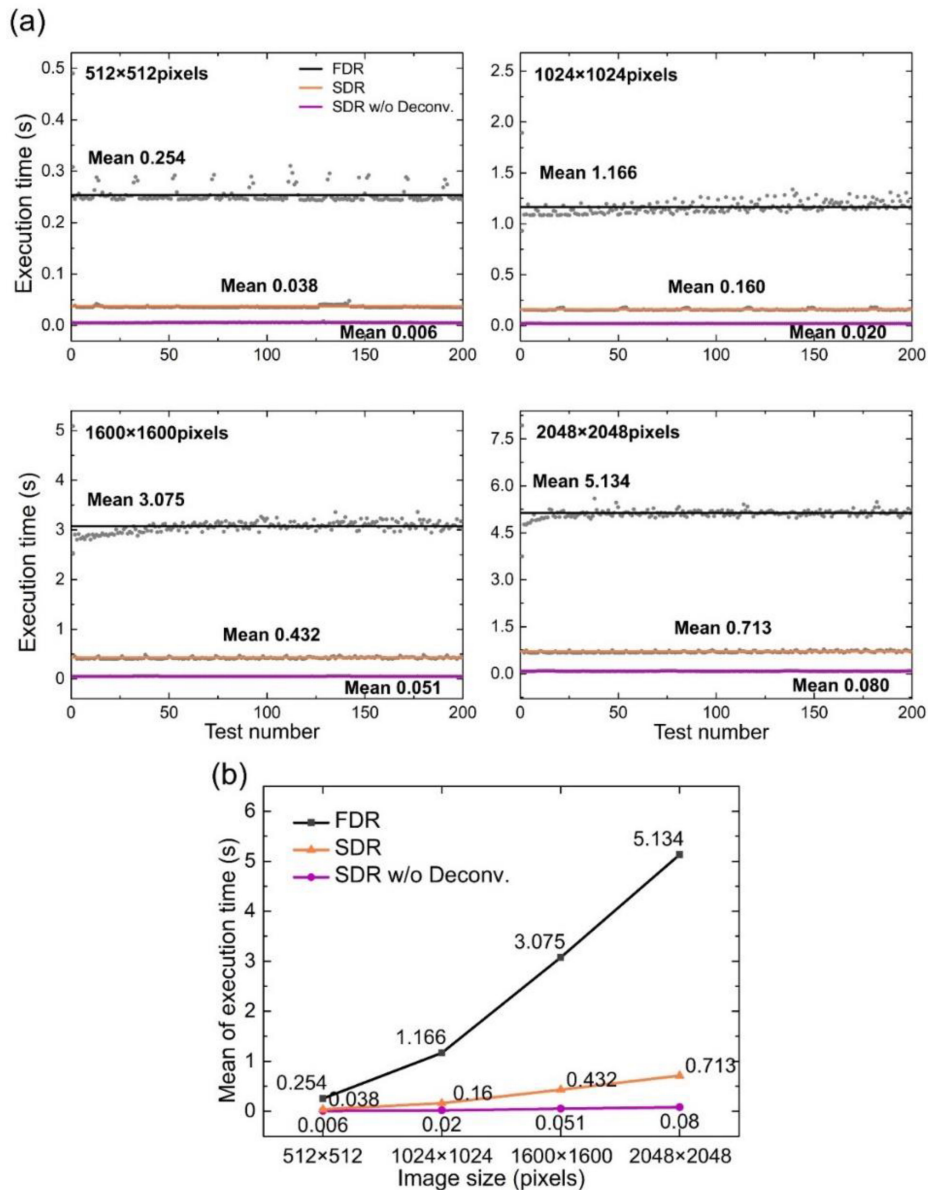 (a)
512×512pixels
FDR
SDR
SDR w/o Deconv.
Mean 0.254
Mean 0.038
Mean 0.006
Execution time (s)
0.5
0.4
0.3
0.2
0.1
0.0
0 50 100 150 200
1024×1024pixels
Mean 1.166
Mean 0.160
Mean 0.020
2.5
2.0
1.5
1.0
0.5
0.0
0 50 100 150 200
1600×1600pixels
Mean 3.075
Mean 0.432
Mean 0.051
Execution time (s)
5
4
3
2
1
0
0 50 100 150 200
Test number
2048×2048pixels
Mean 5.134
Mean 0.713
Mean 0.080
7.5
6.0
4.5
3.0
1.5
0.0
0 50 100 150 200
Test number
(b)
FDR
SDR
SDR w/o Deconv.
Mean of execution time (s)
6
5
4
3
2
1
0
5.134
3.075
1.166
0.254
0.038
0.16
0.432
0.713
0.006
0.02
0.051
0.08
512×512 1024×1024 1600×1600 2048×2048
Image size (pixels)